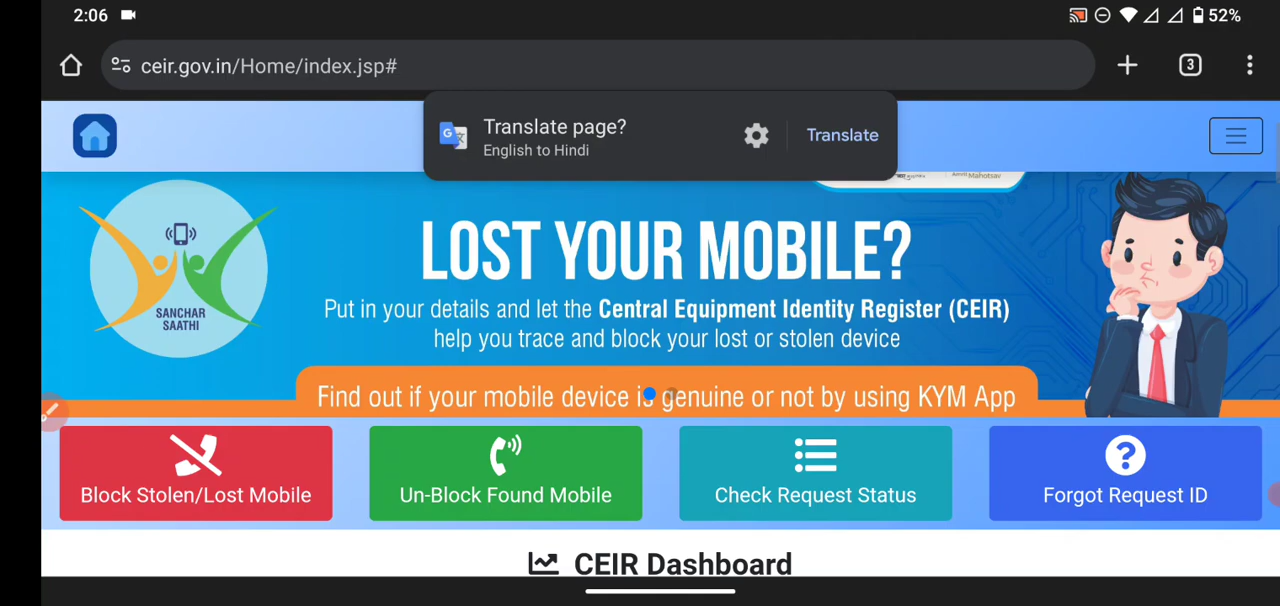 2:06
52%
ceir.gov.in/Home/index.jsp#
3
Translate page?
English to Hindi
Translate
Amrit Mahotsav
LOST YOUR MOBILE?
Put in your details and let the Central Equipment Identity Register (CEIR)
help you trace and block your lost or stolen device
SANCHAR
SAATHI
Find out if your mobile device is genuine or not by using KYM App
Block Stolen/Lost Mobile
Un-Block Found Mobile
Check Request Status
Forgot Request ID
CEIR Dashboard